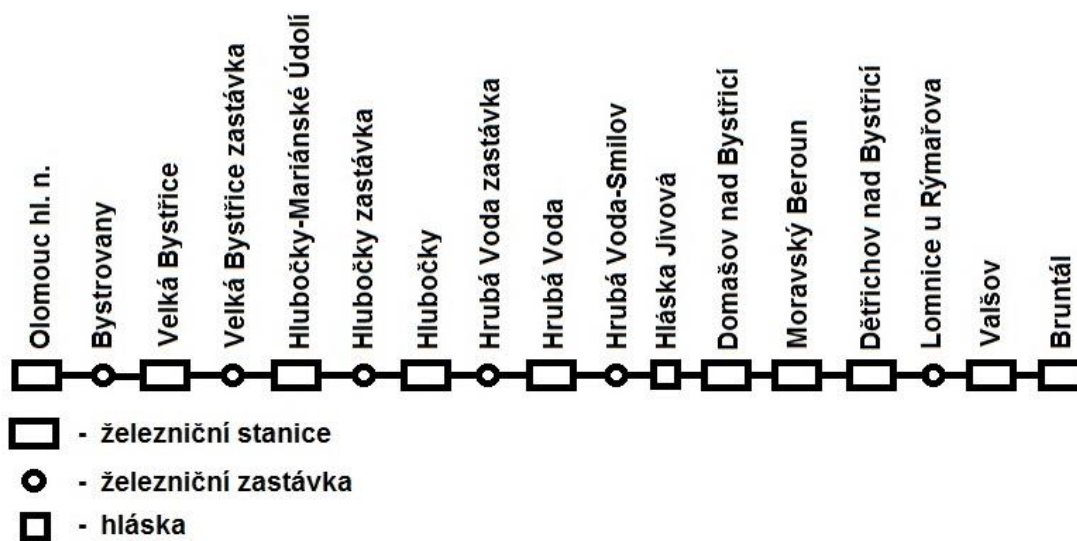 Olomouc hl. n.
Bystrovany
Velká Bystřice
Velká Bystřice zastávka
Hlubočky-Mariánské Údolí
Hlubočky zastávka
Hlubočky
Hrubá Voda zastávka
Hrubá Voda
Hrubá Voda-Smilov
Hláska Jívová
Domašov nad Bystřicí
Moravský Beroun
Dětřichov nad Bystřicí
Lomnice u Rýmařova
Valšov
Bruntál
- železniční stanice
- železniční zastávka
- hláska